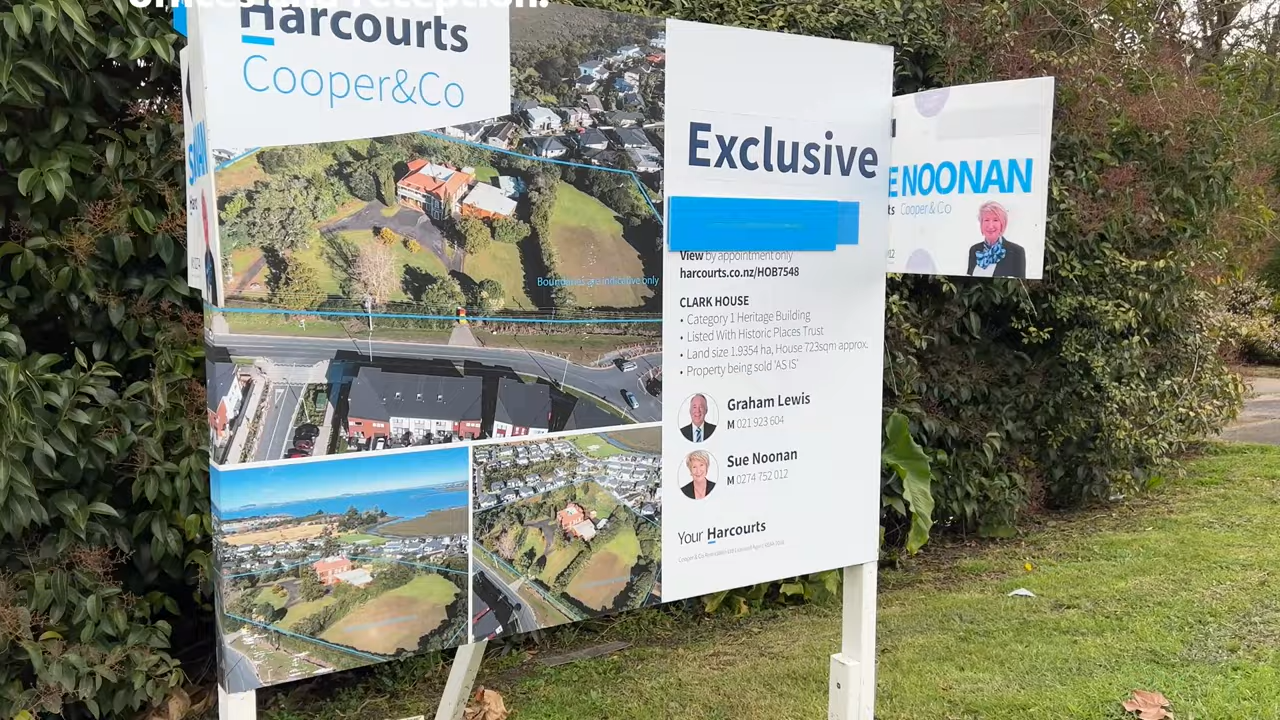 reception.
Harcourts
Cooper&Co
Boundaries are indicative only
Exclusive
View by appointment only
harcourts.co.nz/HOB7548
CLARK HOUSE
• Category 1 Heritage Building
• Listed With Historic Places Trust
• Land size 1.9354 ha, House 723sqm approx.
• Property being sold 'AS IS'
Graham Lewis
M 021 923 604
Sue Noonan
M 0274 752 012
Your Harcourts
E NOONAN
Cooper & Co